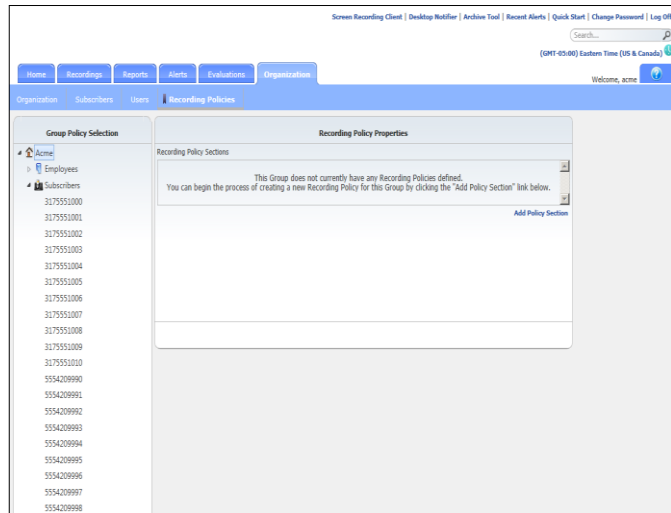 Screen Recording Client | Desktop Notifier | Archive Tool | Recent Alerts | Quick Start | Change Password | Log Off
Search...
(GMT-05:00) Eastern Time (US & Canada)
Home Recordings Reports Alerts Evaluations Organization
Welcome, acme
Organization Subscribers Users Recording Policies
Group Policy Selection
Acme
Employees
Subscribers
3175551000
3175551001
3175551002
3175551003
3175551004
3175551005
3175551006
3175551007
3175551008
3175551009
3175551010
5554209990
5554209991
5554209992
5554209993
5554209994
5554209995
5554209996
5554209997
5554209998
Recording Policy Properties
Recording Policy Sections
This Group does not currently have any Recording Policies defined.
You can begin the process of creating a new Recording Policy for this Group by clicking the "Add Policy Section" link below.
Add Policy Section